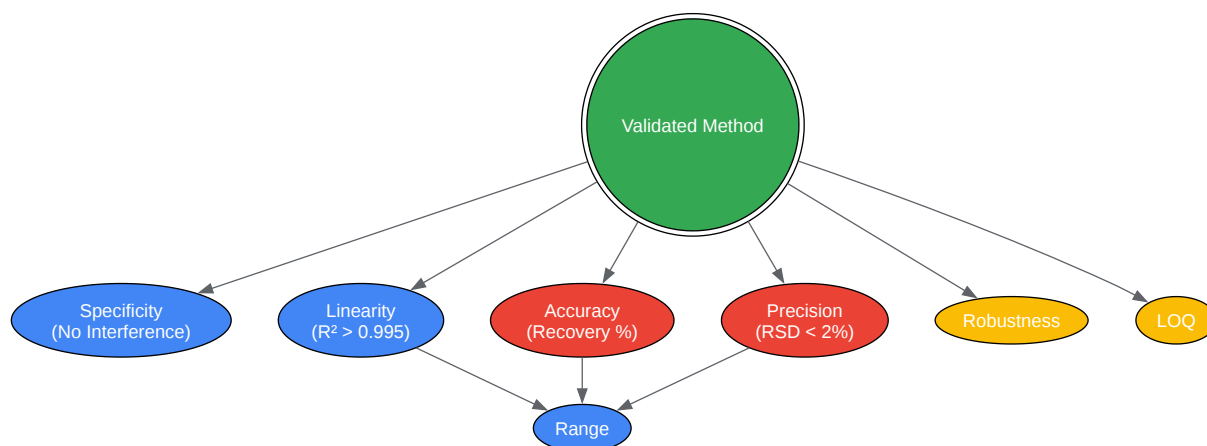 Validated Method
Specificity
(No Interference)
Linearity
(R² > 0.995)
Accuracy
(Recovery %)
Precision
(RSD < 2%)
Robustness
LOQ
Range